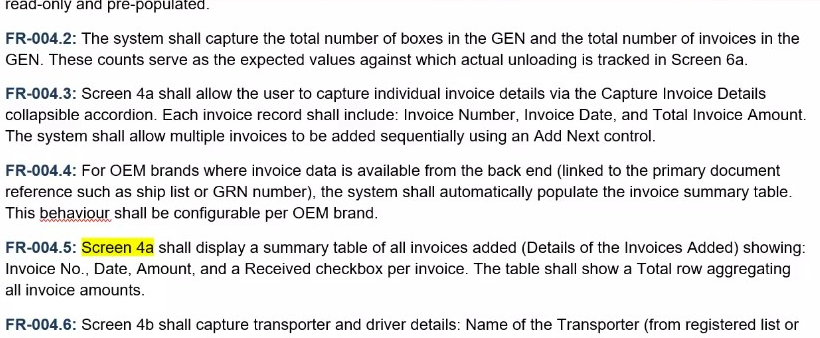 read-only and pre-populated.
FR-004.2: The system shall capture the total number of boxes in the GEN and the total number of invoices in the
GEN. These counts serve as the expected values against which actual unloading is tracked in Screen 6a.
FR-004.3: Screen 4a shall allow the user to capture individual invoice details via the Capture Invoice Details
collapsible accordion. Each invoice record shall include: Invoice Number, Invoice Date, and Total Invoice Amount.
The system shall allow multiple invoices to be added sequentially using an Add Next control.
FR-004.4: For OEM brands where invoice data is available from the back end (linked to the primary document
reference such as ship list or GRN number), the system shall automatically populate the invoice summary table.
This behaviour shall be configurable per OEM brand.
FR-004.5: Screen 4a shall display a summary table of all invoices added (Details of the Invoices Added) showing:
Invoice No., Date, Amount, and a Received checkbox per invoice. The table shall show a Total row aggregating
all invoice amounts.
FR-004.6: Screen 4b shall capture transporter and driver details: Name of the Transporter (from registered list or